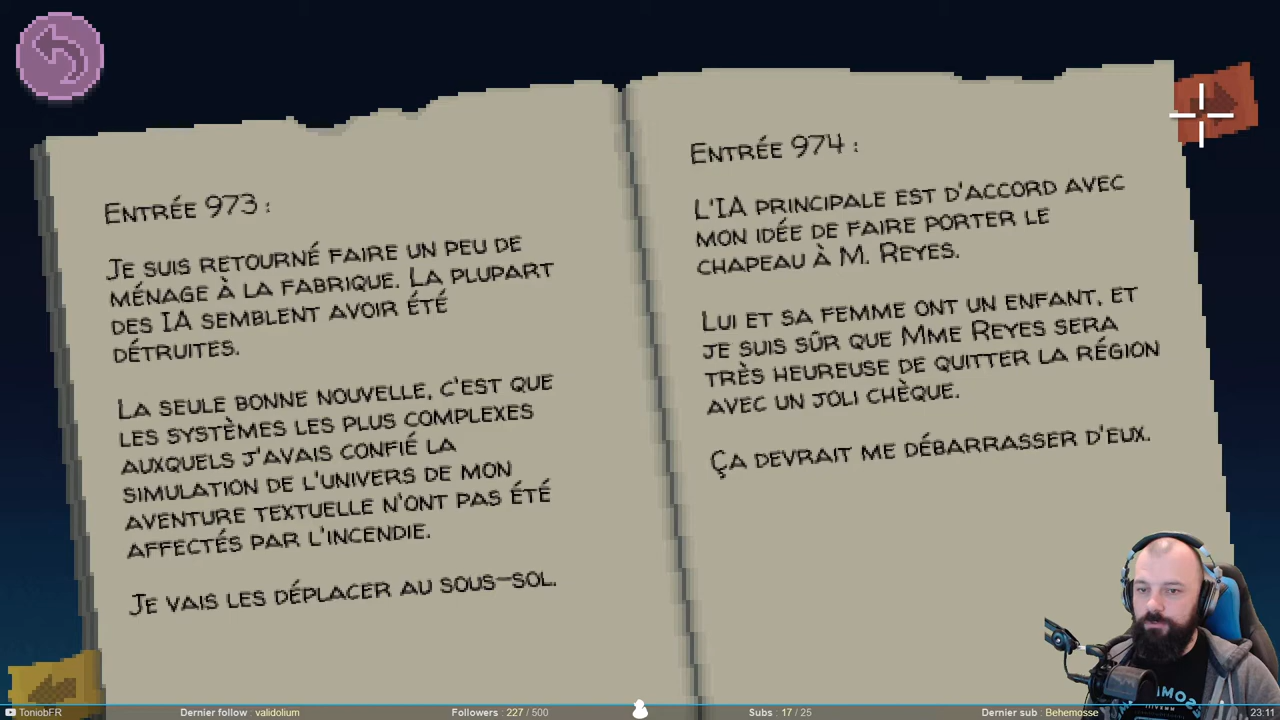 Entrée 973 :
Je suis retourné faire un peu de
ménage à la fabrique. La plupart
des IA semblent avoir été
détruites.
La seule bonne nouvelle, c'est que
les systèmes les plus complexes
auxquels j'avais confié la
simulation de l'univers de mon
aventure textuelle n'ont pas été
affectés par l'incendie.
Je vais les déplacer au sous-sol.
Entrée 974 :
L'IA principale est d'accord avec
mon idée de faire porter le
chapeau à M. Reyes.
Lui et sa femme ont un enfant, et
je suis sûr que Mme Reyes sera
très heureuse de quitter la région
avec un joli chèque.
Ça devrait me débarrasser d'eux.
ToniobFR Dernier follow : validolium Followers : 227 / 500 Subs : 17 / 25 Dernier sub : Behemosse 23:11